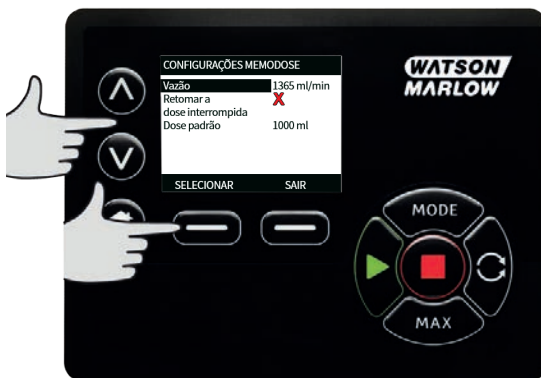 CONFIGURAÇÕES MEMODOSE
WATSON
MARLOW
Vazão 1365 ml/min
Retomar a
dose interrompida
Dose padrão 1000 ml
SELECIONAR SAIR
MODE
MAX